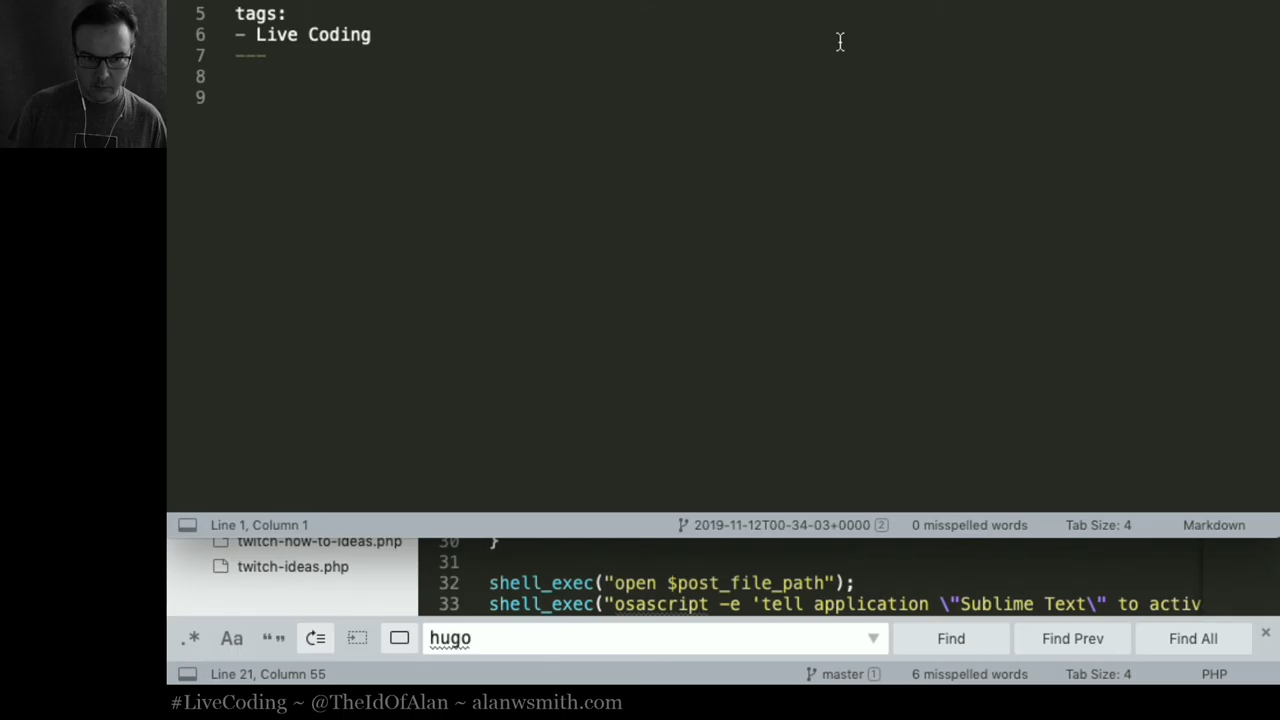 5 tags:
6 - Live Coding
7 ---
8
9
Line 1, Column 1 2019-11-12T00-34-03+0000 2 0 misspelled words Tab Size: 4 Markdown
twitch-how-to-ideas.php 30 }
31
twitch-ideas.php
32 shell_exec("open $post_file_path");
33 shell_exec("osascript -e 'tell application \"Sublime Text\" to activ
.* Aa “” hugo Find Find Prev Find All ×
Line 21, Column 55 master 1 6 misspelled words Tab Size: 4 PHP
#LiveCoding ~ @TheIdOfAlan ~ alanwsmith.com